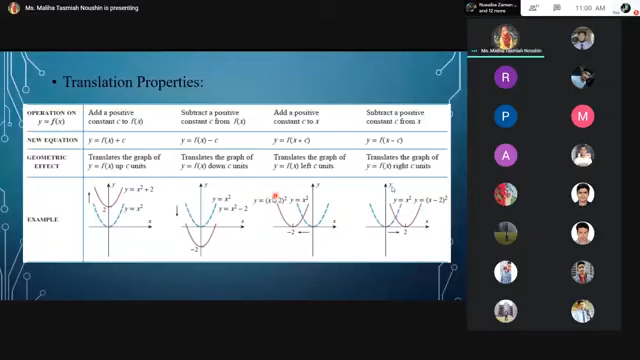 Ms. Maliha Tasmiah Noushin is presenting
Nusaiba Zaman ...
and 12 more
11:00 AM
Ms. Maliha Tasmiah Noushin
R
P
M
A
• Translation Properties:
OPERATION ON y = f(x)
Add a positive constant c to f(x)
Subtract a positive constant c from f(x)
Add a positive constant c to x
Subtract a positive constant c from x
NEW EQUATION
y = f(x) + c
y = f(x) − c
y = f(x + c)
y = f(x − c)
GEOMETRIC EFFECT
Translates the graph of y = f(x) up c units
Translates the graph of y = f(x) down c units
Translates the graph of y = f(x) left c units
Translates the graph of y = f(x) right c units
EXAMPLE
y
y = x² + 2
y = x²
2
x
y
y = x²
y = x² − 2
−2
x
y
y = x²
−2
x
y
y = x²
y = (x − 2)²
2
x